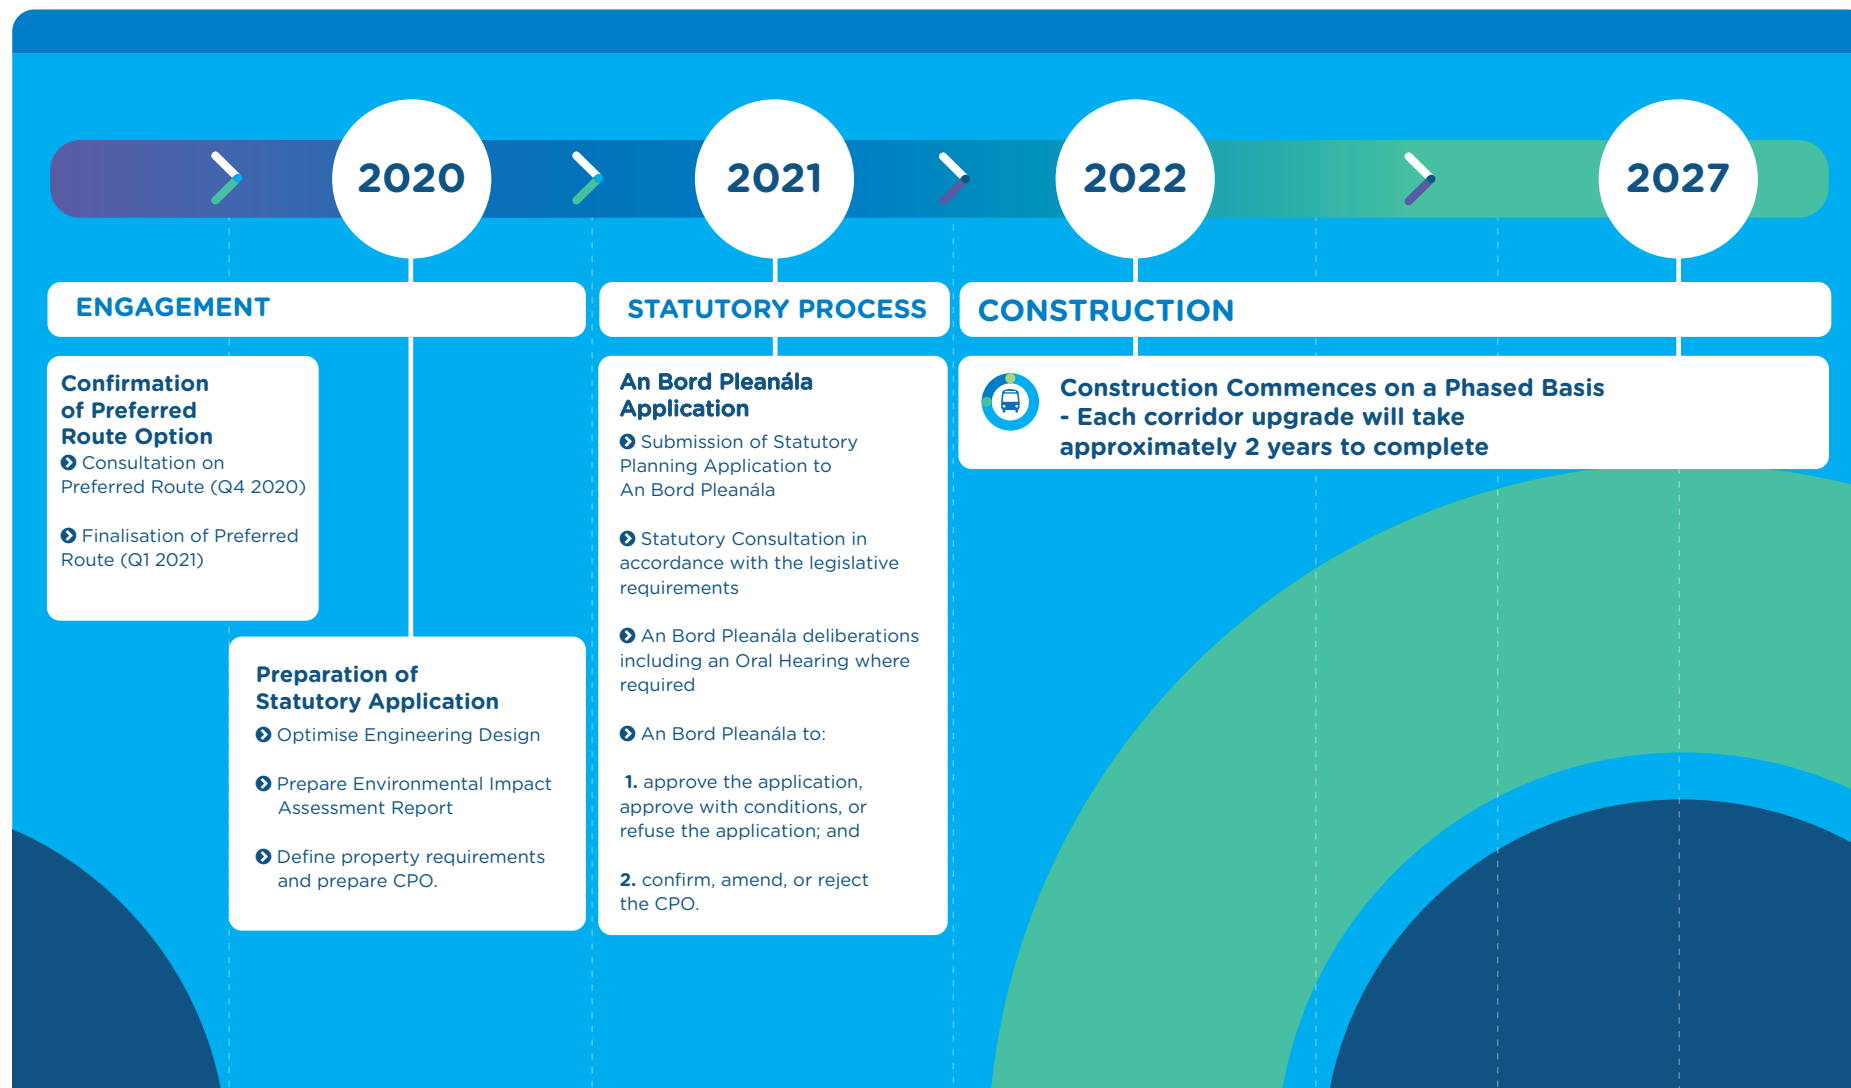 2020
2021
2022
2027
ENGAGEMENT
STATUTORY PROCESS
CONSTRUCTION
Confirmation
of Preferred
Route Option
Consultation on
Preferred Route (Q4 2020)
Finalisation of Preferred
Route (Q1 2021)
Preparation of
Statutory Application
Optimise Engineering Design
Prepare Environmental Impact
Assessment Report
Define property requirements
and prepare CPO.
An Bord Pleanála
Application
Submission of Statutory
Planning Application to
An Bord Pleanála
Statutory Consultation in
accordance with the legislative
requirements
An Bord Pleanála deliberations
including an Oral Hearing where
required
An Bord Pleanála to:
1. approve the application,
approve with conditions, or
refuse the application; and
2. confirm, amend, or reject
the CPO.
Construction Commences on a Phased Basis
- Each corridor upgrade will take
approximately 2 years to complete